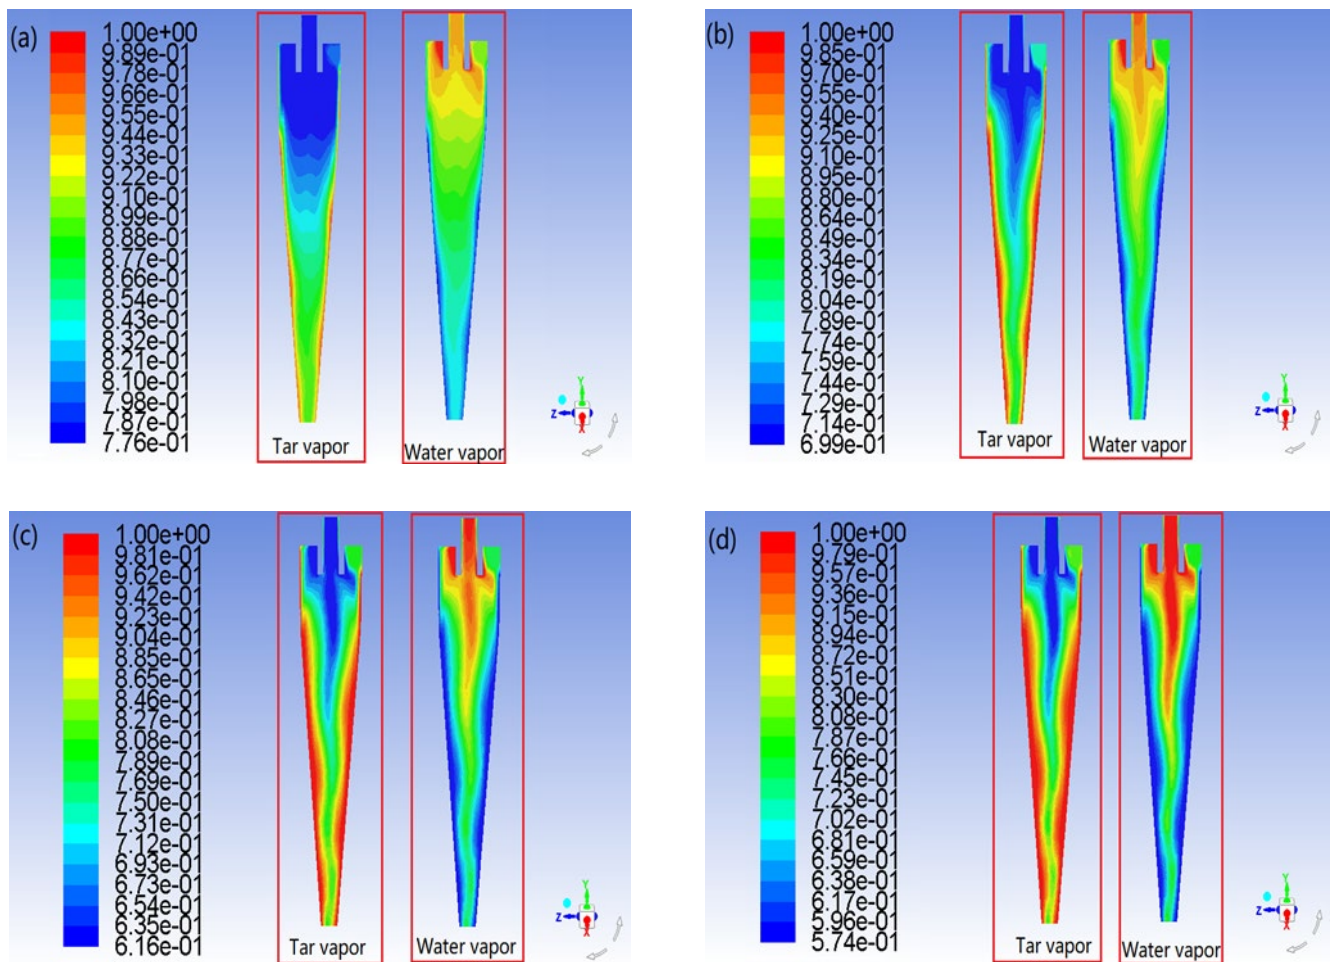 (a)
1.00e+00
9.89e-01
9.78e-01
9.66e-01
9.55e-01
9.44e-01
9.33e-01
9.22e-01
9.10e-01
8.99e-01
8.88e-01
8.77e-01
8.66e-01
8.54e-01
8.43e-01
8.32e-01
8.21e-01
8.10e-01
7.98e-01
7.87e-01
7.76e-01
Tar vapor
Water vapor
Y
Z
X
(b)
1.00e+00
9.85e-01
9.70e-01
9.55e-01
9.40e-01
9.25e-01
9.10e-01
8.95e-01
8.80e-01
8.64e-01
8.49e-01
8.34e-01
8.19e-01
8.04e-01
7.89e-01
7.74e-01
7.59e-01
7.44e-01
7.29e-01
7.14e-01
6.99e-01
Tar vapor
Water vapor
Y
Z
X
(c)
1.00e+00
9.81e-01
9.62e-01
9.42e-01
9.23e-01
9.04e-01
8.85e-01
8.65e-01
8.46e-01
8.27e-01
8.08e-01
7.89e-01
7.69e-01
7.50e-01
7.31e-01
7.12e-01
6.93e-01
6.73e-01
6.54e-01
6.35e-01
6.16e-01
Tar vapor
Water vapor
Y
Z
X
(d)
1.00e+00
9.79e-01
9.57e-01
9.36e-01
9.15e-01
8.94e-01
8.72e-01
8.51e-01
8.30e-01
8.08e-01
7.87e-01
7.66e-01
7.45e-01
7.23e-01
7.02e-01
6.81e-01
6.59e-01
6.38e-01
6.17e-01
5.96e-01
5.74e-01
Tar vapor
Water vapor
Y
Z
X